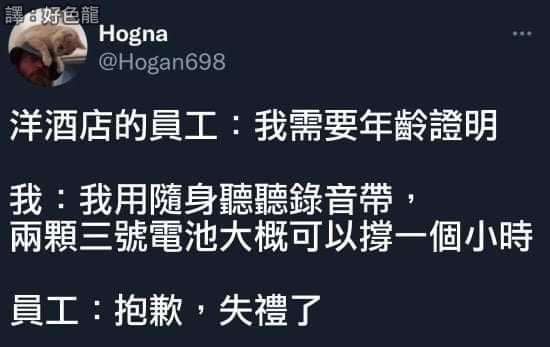 譯：好色龍
Hogna
@Hogan698
洋酒店的員工：我需要年齡證明
我：我用隨身聽聽錄音帶，
兩顆三號電池大概可以撐一個小時
員工：抱歉，失禮了